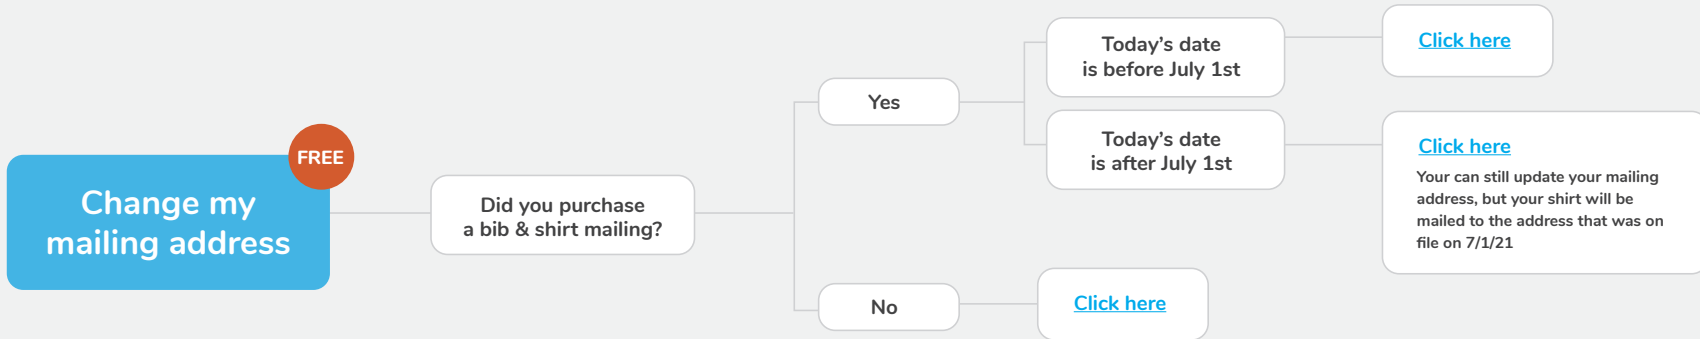 FREE
Change my
mailing address
Did you purchase
a bib & shirt mailing?
Yes
Today's date
is before July 1st
Click here
Today's date
is after July 1st
Click here
Your can still update your mailing
address, but your shirt will be
mailed to the address that was on
file on 7/1/21
No
Click here